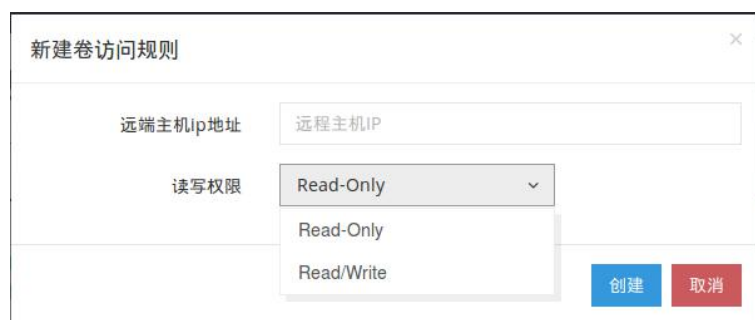 新建卷访问规则
×
远端主机ip地址
远程主机IP
读写权限
Read-Only
Read-Only
Read/Write
创建
取消